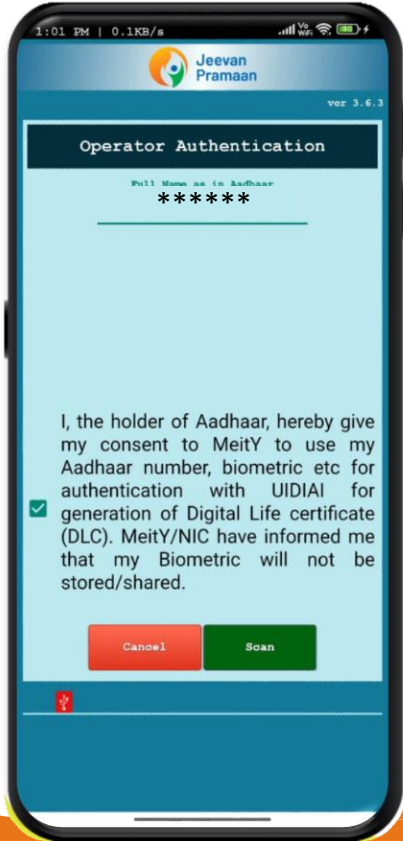 1:01 PM | 0.1KB/s Vo WiFi
Jeevan
Pramaan
ver 3.6.3
Operator Authentication
Full Name as in Aadhaar
******
I, the holder of Aadhaar, hereby give
my consent to MeitY to use my
Aadhaar number, biometric etc for
authentication with UIDIAI for
generation of Digital Life certificate
(DLC). MeitY/NIC have informed me
that my Biometric will not be
stored/shared.
Cancel Scan